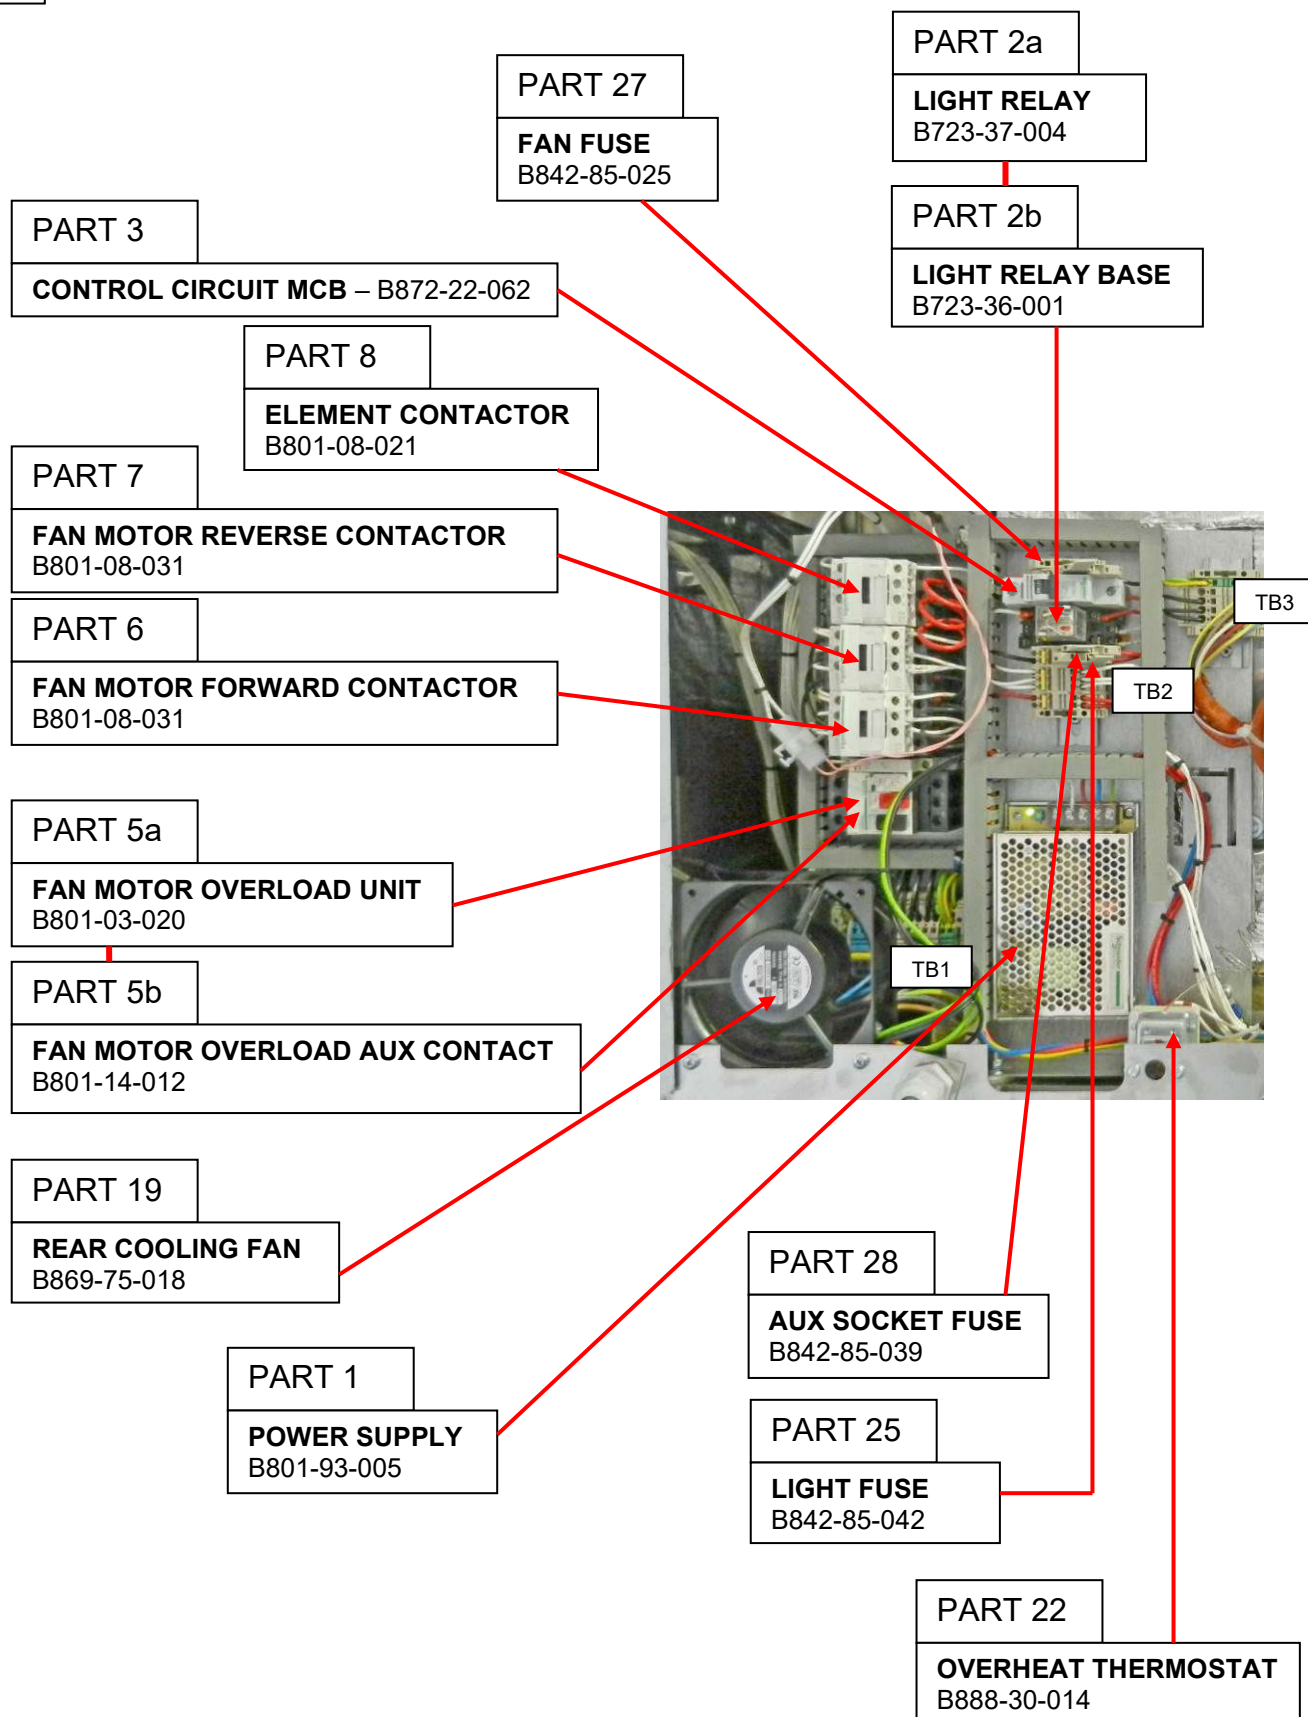 PART 2a
LIGHT RELAY
B723-37-004
PART 27
FAN FUSE
B842-85-025
PART 2b
LIGHT RELAY BASE
B723-36-001
PART 3
CONTROL CIRCUIT MCB – B872-22-062
PART 8
ELEMENT CONTACTOR
B801-08-021
PART 7
FAN MOTOR REVERSE CONTACTOR
B801-08-031
PART 6
FAN MOTOR FORWARD CONTACTOR
B801-08-031
TB3
TB2
PART 5a
FAN MOTOR OVERLOAD UNIT
B801-03-020
PART 5b
FAN MOTOR OVERLOAD AUX CONTACT
B801-14-012
TB1
PART 19
REAR COOLING FAN
B869-75-018
PART 28
AUX SOCKET FUSE
B842-85-039
PART 1
POWER SUPPLY
B801-93-005
PART 25
LIGHT FUSE
B842-85-042
PART 22
OVERHEAT THERMOSTAT
B888-30-014